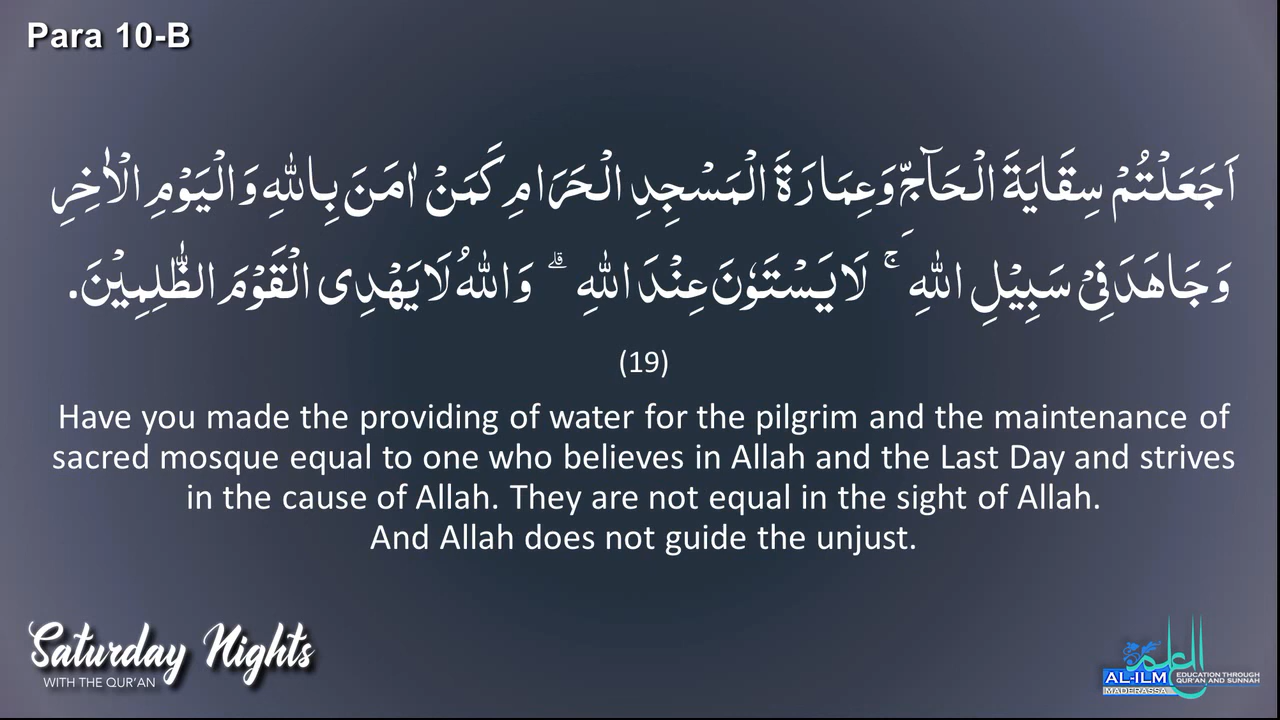 Para 10-B
اَجَعَلْتُمْ سِقَايَةَ الْحَآجِّ وَعِمَارَةَ الْمَسْجِدِ الْحَرَامِ كَمَنْ اٰمَنَ بِاللّٰهِ وَالْيَوْمِ الْاٰخِرِ
وَجَاهَدَ فِىْ سَبِيْلِ اللّٰهِ ۚ لَا يَسْتَوٗنَ عِنْدَ اللّٰهِ ۗ وَاللّٰهُ لَا يَهْدِى الْقَوْمَ الظّٰلِمِيْنَ.
(19)
Have you made the providing of water for the pilgrim and the maintenance of
sacred mosque equal to one who believes in Allah and the Last Day and strives
in the cause of Allah. They are not equal in the sight of Allah.
And Allah does not guide the unjust.
Saturday Nights
WITH THE QUR'AN
العلم
AL-ILM
MADERASSA
EDUCATION THROUGH
QUR'AN AND SUNNAH